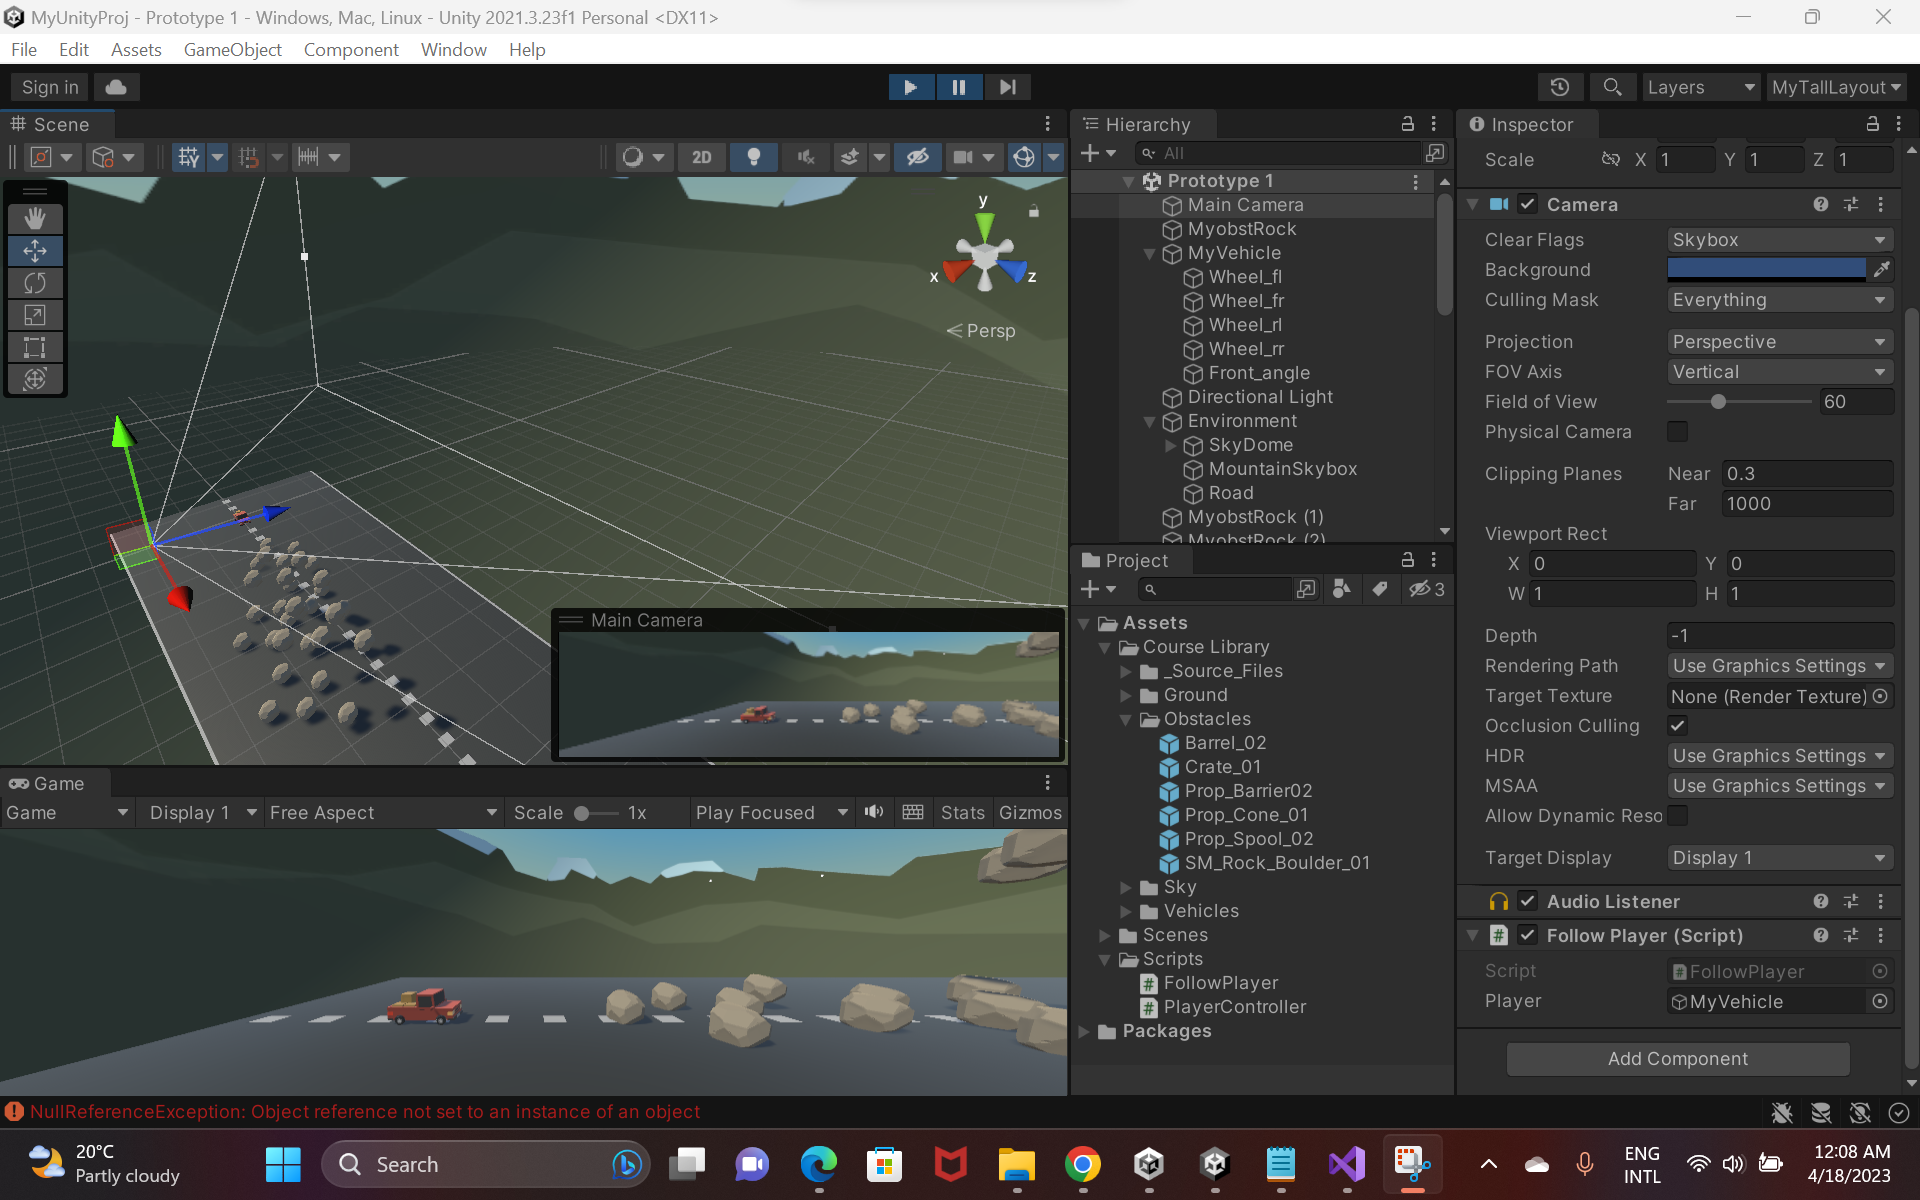 MyUnityProj - Prototype 1 - Windows, Mac, Linux - Unity 2021.3.23f1 Personal <DX11>
File Edit Assets GameObject Component Window Help
Sign in
Layers
MyTallLayout
Scene
2D
y
x
z
Persp
Main Camera
Game
Game
Display 1
Free Aspect
Scale
1x
Play Focused
Stats
Gizmos
Hierarchy
All
Prototype 1
Main Camera
MyobstRock
MyVehicle
Wheel_fl
Wheel_fr
Wheel_rl
Wheel_rr
Front_angle
Directional Light
Environment
SkyDome
MountainSkybox
Road
MyobstRock (1)
MyobstRock (2)
Project
3
Assets
Course Library
_Source_Files
Ground
Obstacles
Barrel_02
Crate_01
Prop_Barrier02
Prop_Cone_01
Prop_Spool_02
SM_Rock_Boulder_01
Sky
Vehicles
Scenes
Scripts
FollowPlayer
PlayerController
Packages
Inspector
Scale X 1 Y 1 Z 1
Camera
Clear Flags Skybox
Background
Culling Mask Everything
Projection Perspective
FOV Axis Vertical
Field of View 60
Physical Camera
Clipping Planes Near 0.3
Far 1000
Viewport Rect
X 0 Y 0
W 1 H 1
Depth -1
Rendering Path Use Graphics Settings
Target Texture None (Render Texture)
Occlusion Culling
HDR Use Graphics Settings
MSAA Use Graphics Settings
Allow Dynamic Reso
Target Display Display 1
Audio Listener
Follow Player (Script)
Script FollowPlayer
Player MyVehicle
Add Component
NullReferenceException: Object reference not set to an instance of an object
20°C
Partly cloudy
Search
ENG
INTL
12:08 AM
4/18/2023